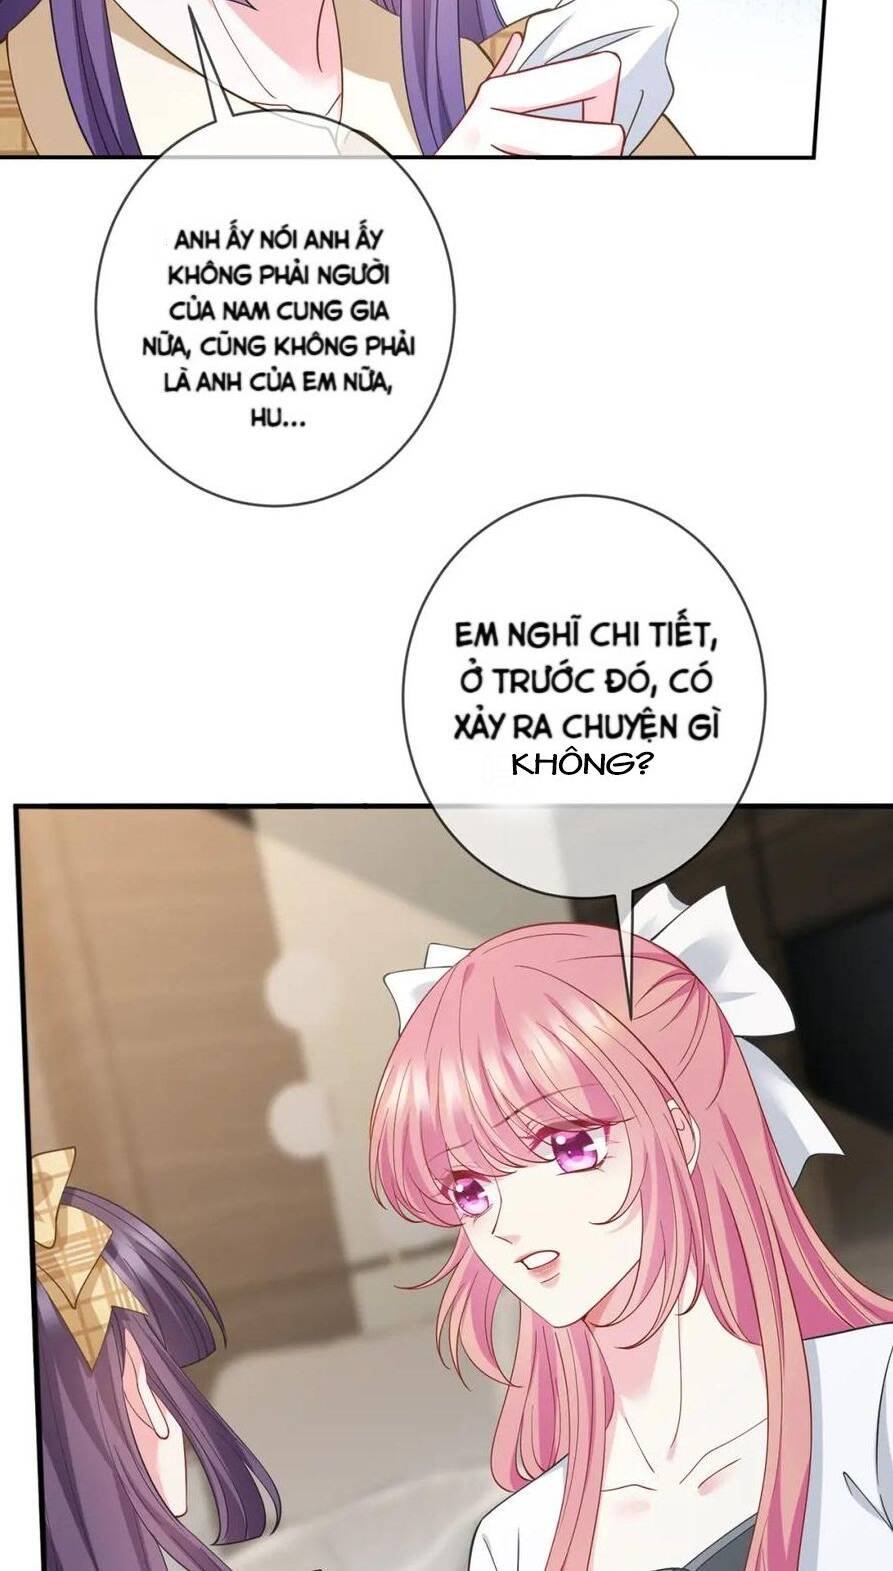 ANH ẤY NÓI ANH ẤY
KHÔNG PHẢI NGƯỜI
CỦA NAM CUNG GIA
NỮA, CŨNG KHÔNG PHẢI
LÀ ANH CỦA EM NỮA,
HU...
EM NGHĨ CHI TIẾT,
Ở TRƯỚC ĐÓ, CÓ
XẢY RA CHUYỆN GÌ
KHÔNG?